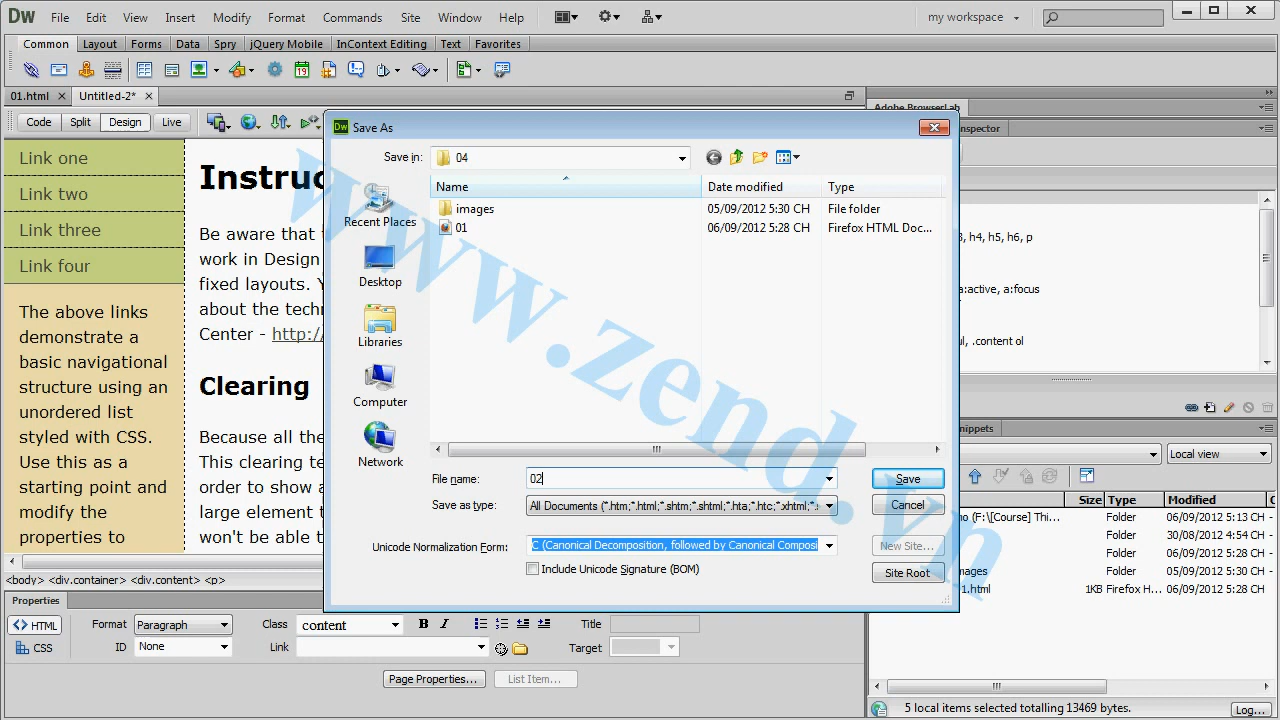 Dw File Edit View Insert Modify Format Commands Site Window Help my workspace
Common Layout Forms Data Spry jQuery Mobile InContext Editing Text Favorites
01.html Untitled-2*
Code Split Design Live
Adobe BrowserLab
Link one
Link two
Link three
Link four
The above links
demonstrate a
basic navigational
structure using an
unordered list
styled with CSS.
Use this as a
starting point and
modify the
properties to
Instruc
Be aware that
work in Design
fixed layouts. Y
about the techn
Center - http://
Clearing
Because all the
This clearing te
order to show a
large element t
won't be able t
Dw Save As
Save in: 04
Recent Places
Desktop
Libraries
Computer
Network
Name Date modified Type
images 05/09/2012 5:30 CH File folder
01 06/09/2012 5:28 CH Firefox HTML Doc...
File name: 02 Save
Save as type: All Documents (*.htm;*.html;*.shtm;*.shtml;*.hta;*.htc;*.xhtml;*. Cancel
Unicode Normalization Form: C (Canonical Decomposition, followed by Canonical Composi New Site...
Include Unicode Signature (BOM) Site Root
www.zend.vn
nspector
3, h4, h5, h6, p
a:active, a:focus
ul, .content ol
nippets
Local view
Size Type Modified
no (F:\[Course] Thi... Folder 06/09/2012 5:13 CH
Folder 30/08/2012 4:54 CH
Folder 06/09/2012 5:28 CH
mages Folder 05/09/2012 5:30 CH
1.html 1KB Firefox H... 06/09/2012 5:28 CH
5 local items selected totalling 13469 bytes. Log...
<body> <div.container> <div.content> <p>
Properties
<> HTML Format Paragraph Class content B I Title
CSS ID None Link Target
Page Properties... List Item...